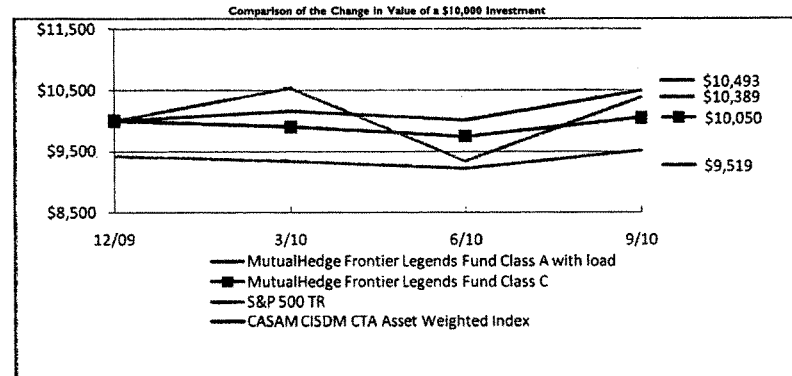 Comparison of the Change in Value of a $10,000 Investment
$11,500
$10,500
$9,500
$8,500
$10,493
$10,389
$10,050
$9,519
12/09 3/10 6/10 9/10
MutualHedge Frontier Legends Fund Class A with load
MutualHedge Frontier Legends Fund Class C
S&P 500 TR
CASAM CISDM CTA Asset Weighted Index